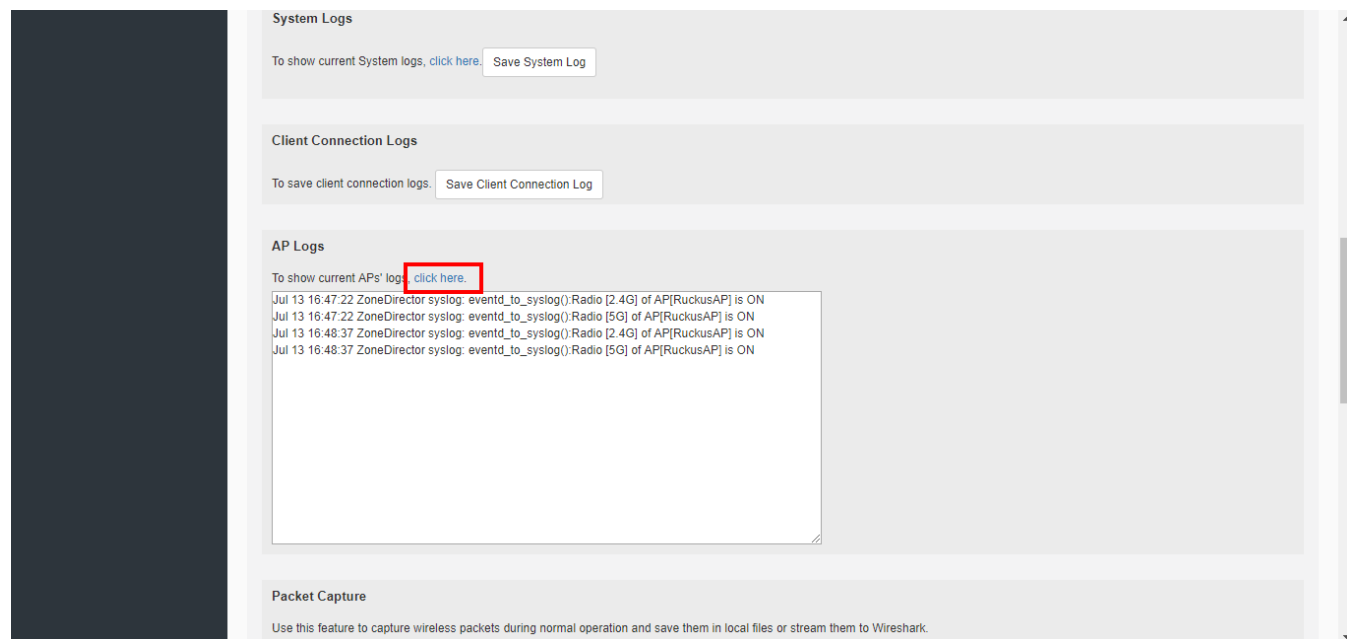 System Logs
To show current System logs, click here. Save System Log
Client Connection Logs
To save client connection logs. Save Client Connection Log
AP Logs
To show current APs' logs, click here.
Jul 13 16:47:22 ZoneDirector syslog: eventd_to_syslog():Radio [2.4G] of AP[RuckusAP] is ON
Jul 13 16:47:22 ZoneDirector syslog: eventd_to_syslog():Radio [5G] of AP[RuckusAP] is ON
Jul 13 16:48:37 ZoneDirector syslog: eventd_to_syslog():Radio [2.4G] of AP[RuckusAP] is ON
Jul 13 16:48:37 ZoneDirector syslog: eventd_to_syslog():Radio [5G] of AP[RuckusAP] is ON
Packet Capture
Use this feature to capture wireless packets during normal operation and save them in local files or stream them to Wireshark.